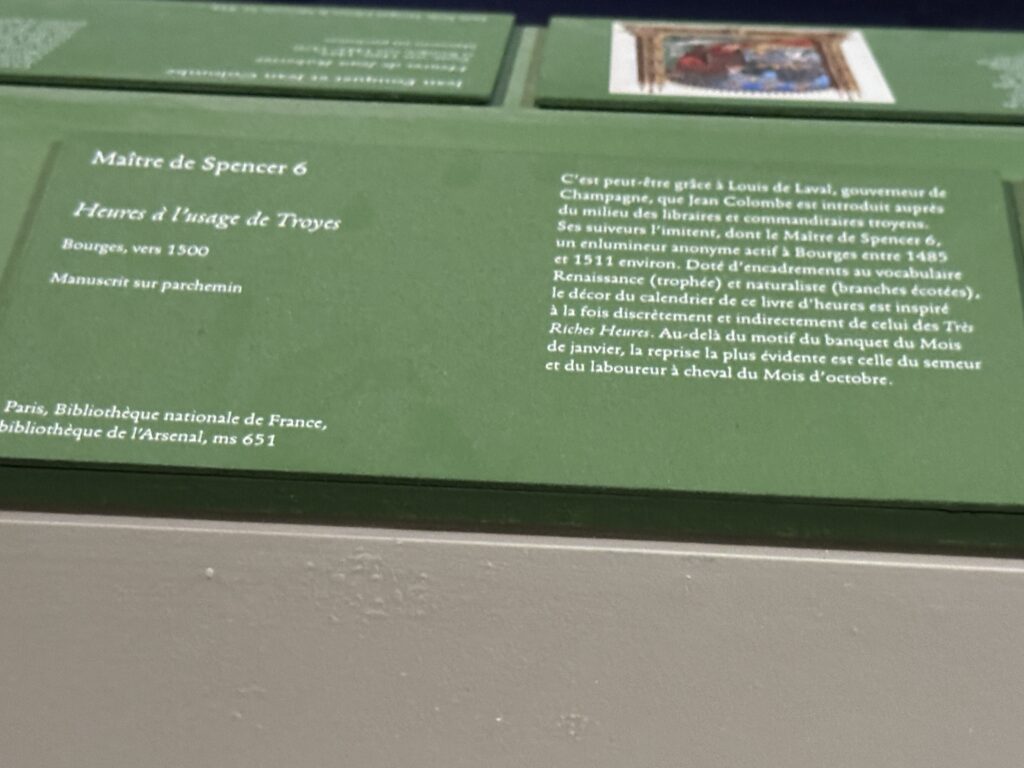 Maître de Spencer 6
Heures à l'usage de Troyes
Bourges, vers 1500
Manuscrit sur parchemin
Paris, Bibliothèque nationale de France,
bibliothèque de l'Arsenal, ms 651
C'est peut-être grâce à Louis de Laval, gouverneur de
Champagne, que Jean Colombe est introduit auprès
du milieu des libraires et commanditaires troyens.
Ses suiveurs l'imitent, dont le Maître de Spencer 6,
un enlumineur anonyme actif à Bourges entre 1485
et 1511 environ. Doté d'encadrements au vocabulaire
Renaissance (trophée) et naturaliste (branches écotées),
le décor du calendrier de ce livre d'heures est inspiré
à la fois discrètement et indirectement de celui des Très
Riches Heures. Au-delà du motif du banquet du Mois
de janvier, la reprise la plus évidente est celle du semeur
et du laboureur à cheval du Mois d'octobre.
Jean Fouquet et Jean Colombe